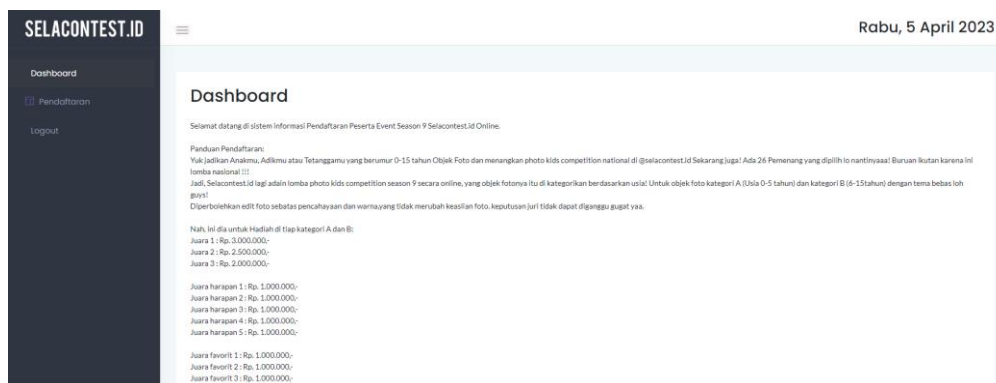 SELACONTEST.ID
Rabu, 5 April 2023
Dashboard
Pendaftaran
Logout
Dashboard
Selamat datang di sistem informasi Pendaftaran Peserta Event Season 9 Selacontest.id Online.
Panduan Pendaftaran:
Yuk jadikan Anakmu, Adikmu atau Tetanggamu yang berumur 0-15 tahun Objek Foto dan menangkan photo kids competition national di @selacontest.id Sekarang juga! Ada 26 Pemenang yang dipilih lo nantinyaaa! Buruan Ikutan karena ini
lomba nasional !!!
Jadi, Selacontest.id lagi adain lomba photo kids competition season 9 secara online, yang objek fotonya itu di kategorikan berdasarkan usia! Untuk objek foto kategori A (Usia 0-5 tahun) dan kategori B (6-15tahun) dengan tema bebas loh
guys!
Diperbolehkan edit foto sebatas pencahayaan dan warna,yang tidak merubah keaslian foto. keputusan juri tidak dapat diganggu gugat yaa.
Nah, ini dia untuk Hadiah di tiap kategori A dan B:
Juara 1 : Rp. 3.000.000,-
Juara 2 : Rp. 2.500.000,-
Juara 3 : Rp. 2.000.000,-
Juara harapan 1 : Rp. 1.000.000,-
Juara harapan 2 : Rp. 1.000.000,-
Juara harapan 3 : Rp. 1.000.000,-
Juara harapan 4 : Rp. 1.000.000,-
Juara harapan 5 : Rp. 1.000.000,-
Juara favorit 1 : Rp. 1.000.000,-
Juara favorit 2 : Rp. 1.000.000,-
Juara favorit 3 : Rp. 1.000.000,-